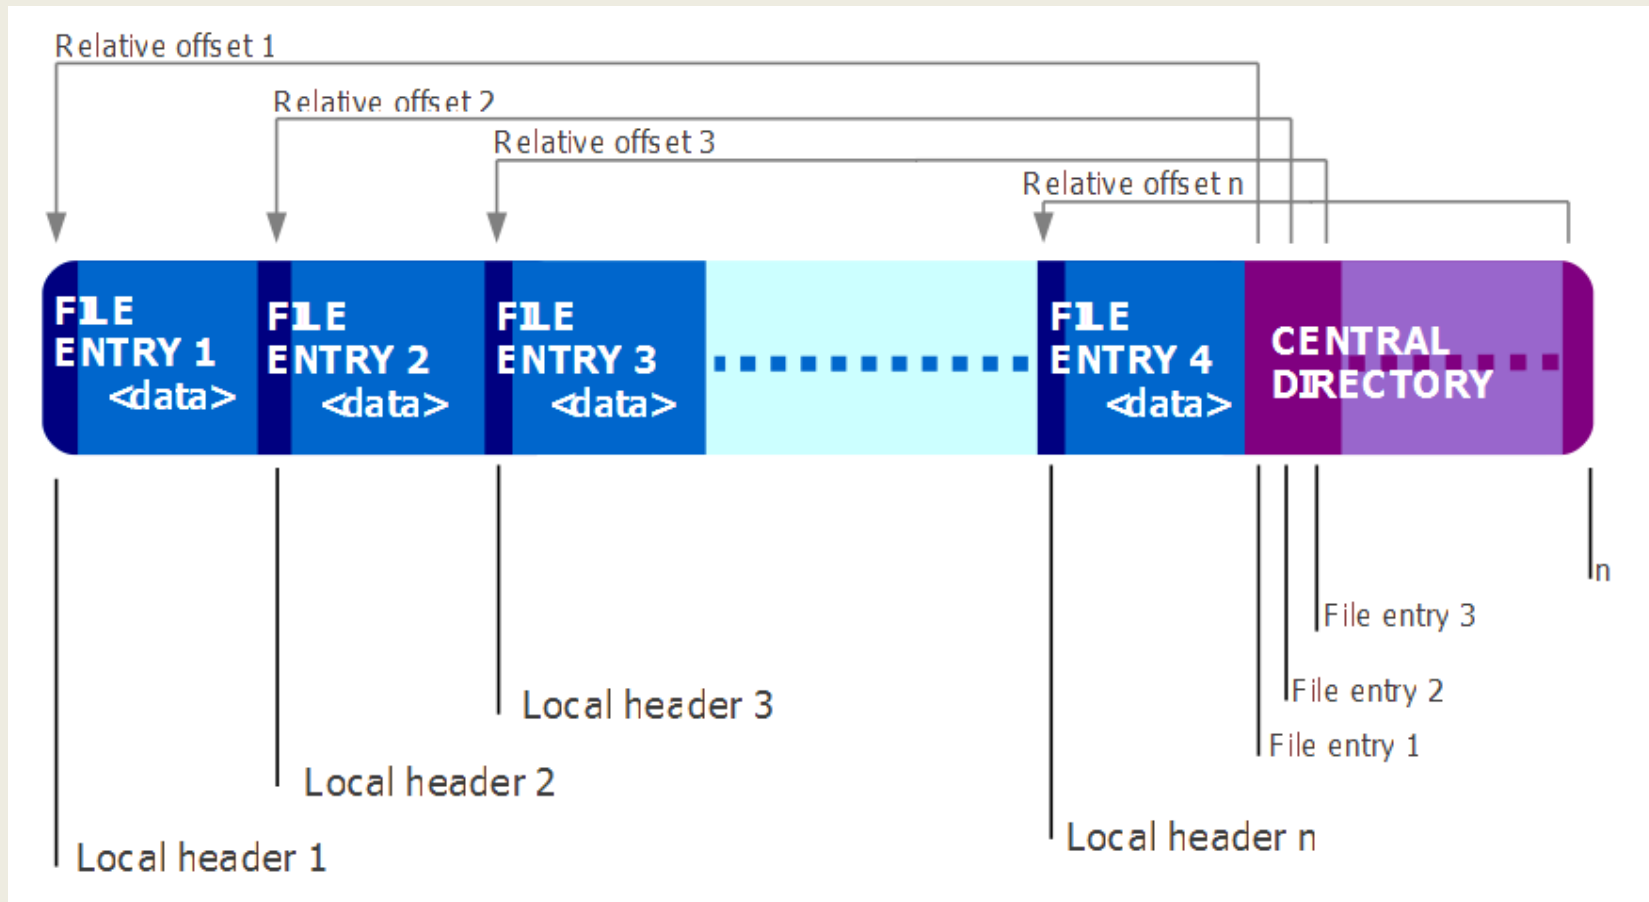 Relative offset 1
Relative offset 2
Relative offset 3
Relative offset n
FILE
ENTRY 1
<data>
FILE
ENTRY 2
<data>
FILE
ENTRY 3
<data>
FILE
ENTRY 4
<data>
CENTRAL
DIRECTORY
n
File entry 3
File entry 2
File entry 1
Local header 3
Local header 2
Local header n
Local header 1